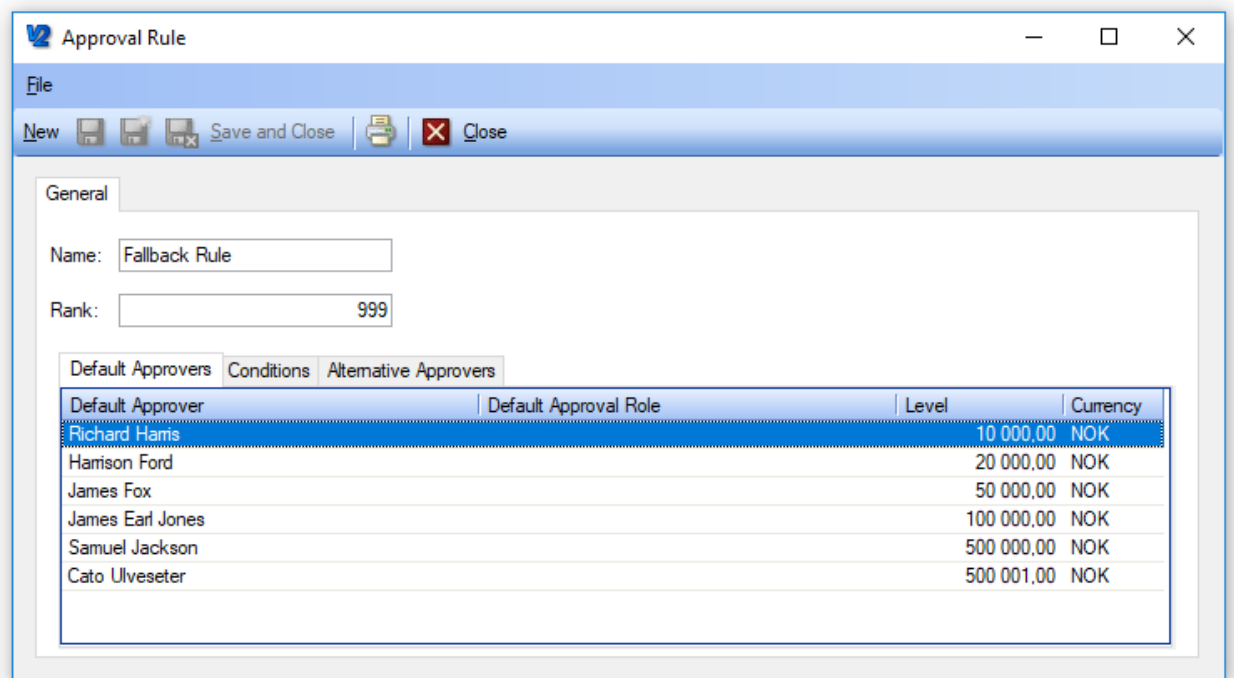 V2 Approval Rule
File
New Save and Close Close
General
Name: Fallback Rule
Rank: 999
Default Approvers Conditions Alternative Approvers
Default Approver Default Approval Role Level Currency
Richard Harris 10 000,00 NOK
Harrison Ford 20 000,00 NOK
James Fox 50 000,00 NOK
James Earl Jones 100 000,00 NOK
Samuel Jackson 500 000,00 NOK
Cato Ulveseter 500 001,00 NOK